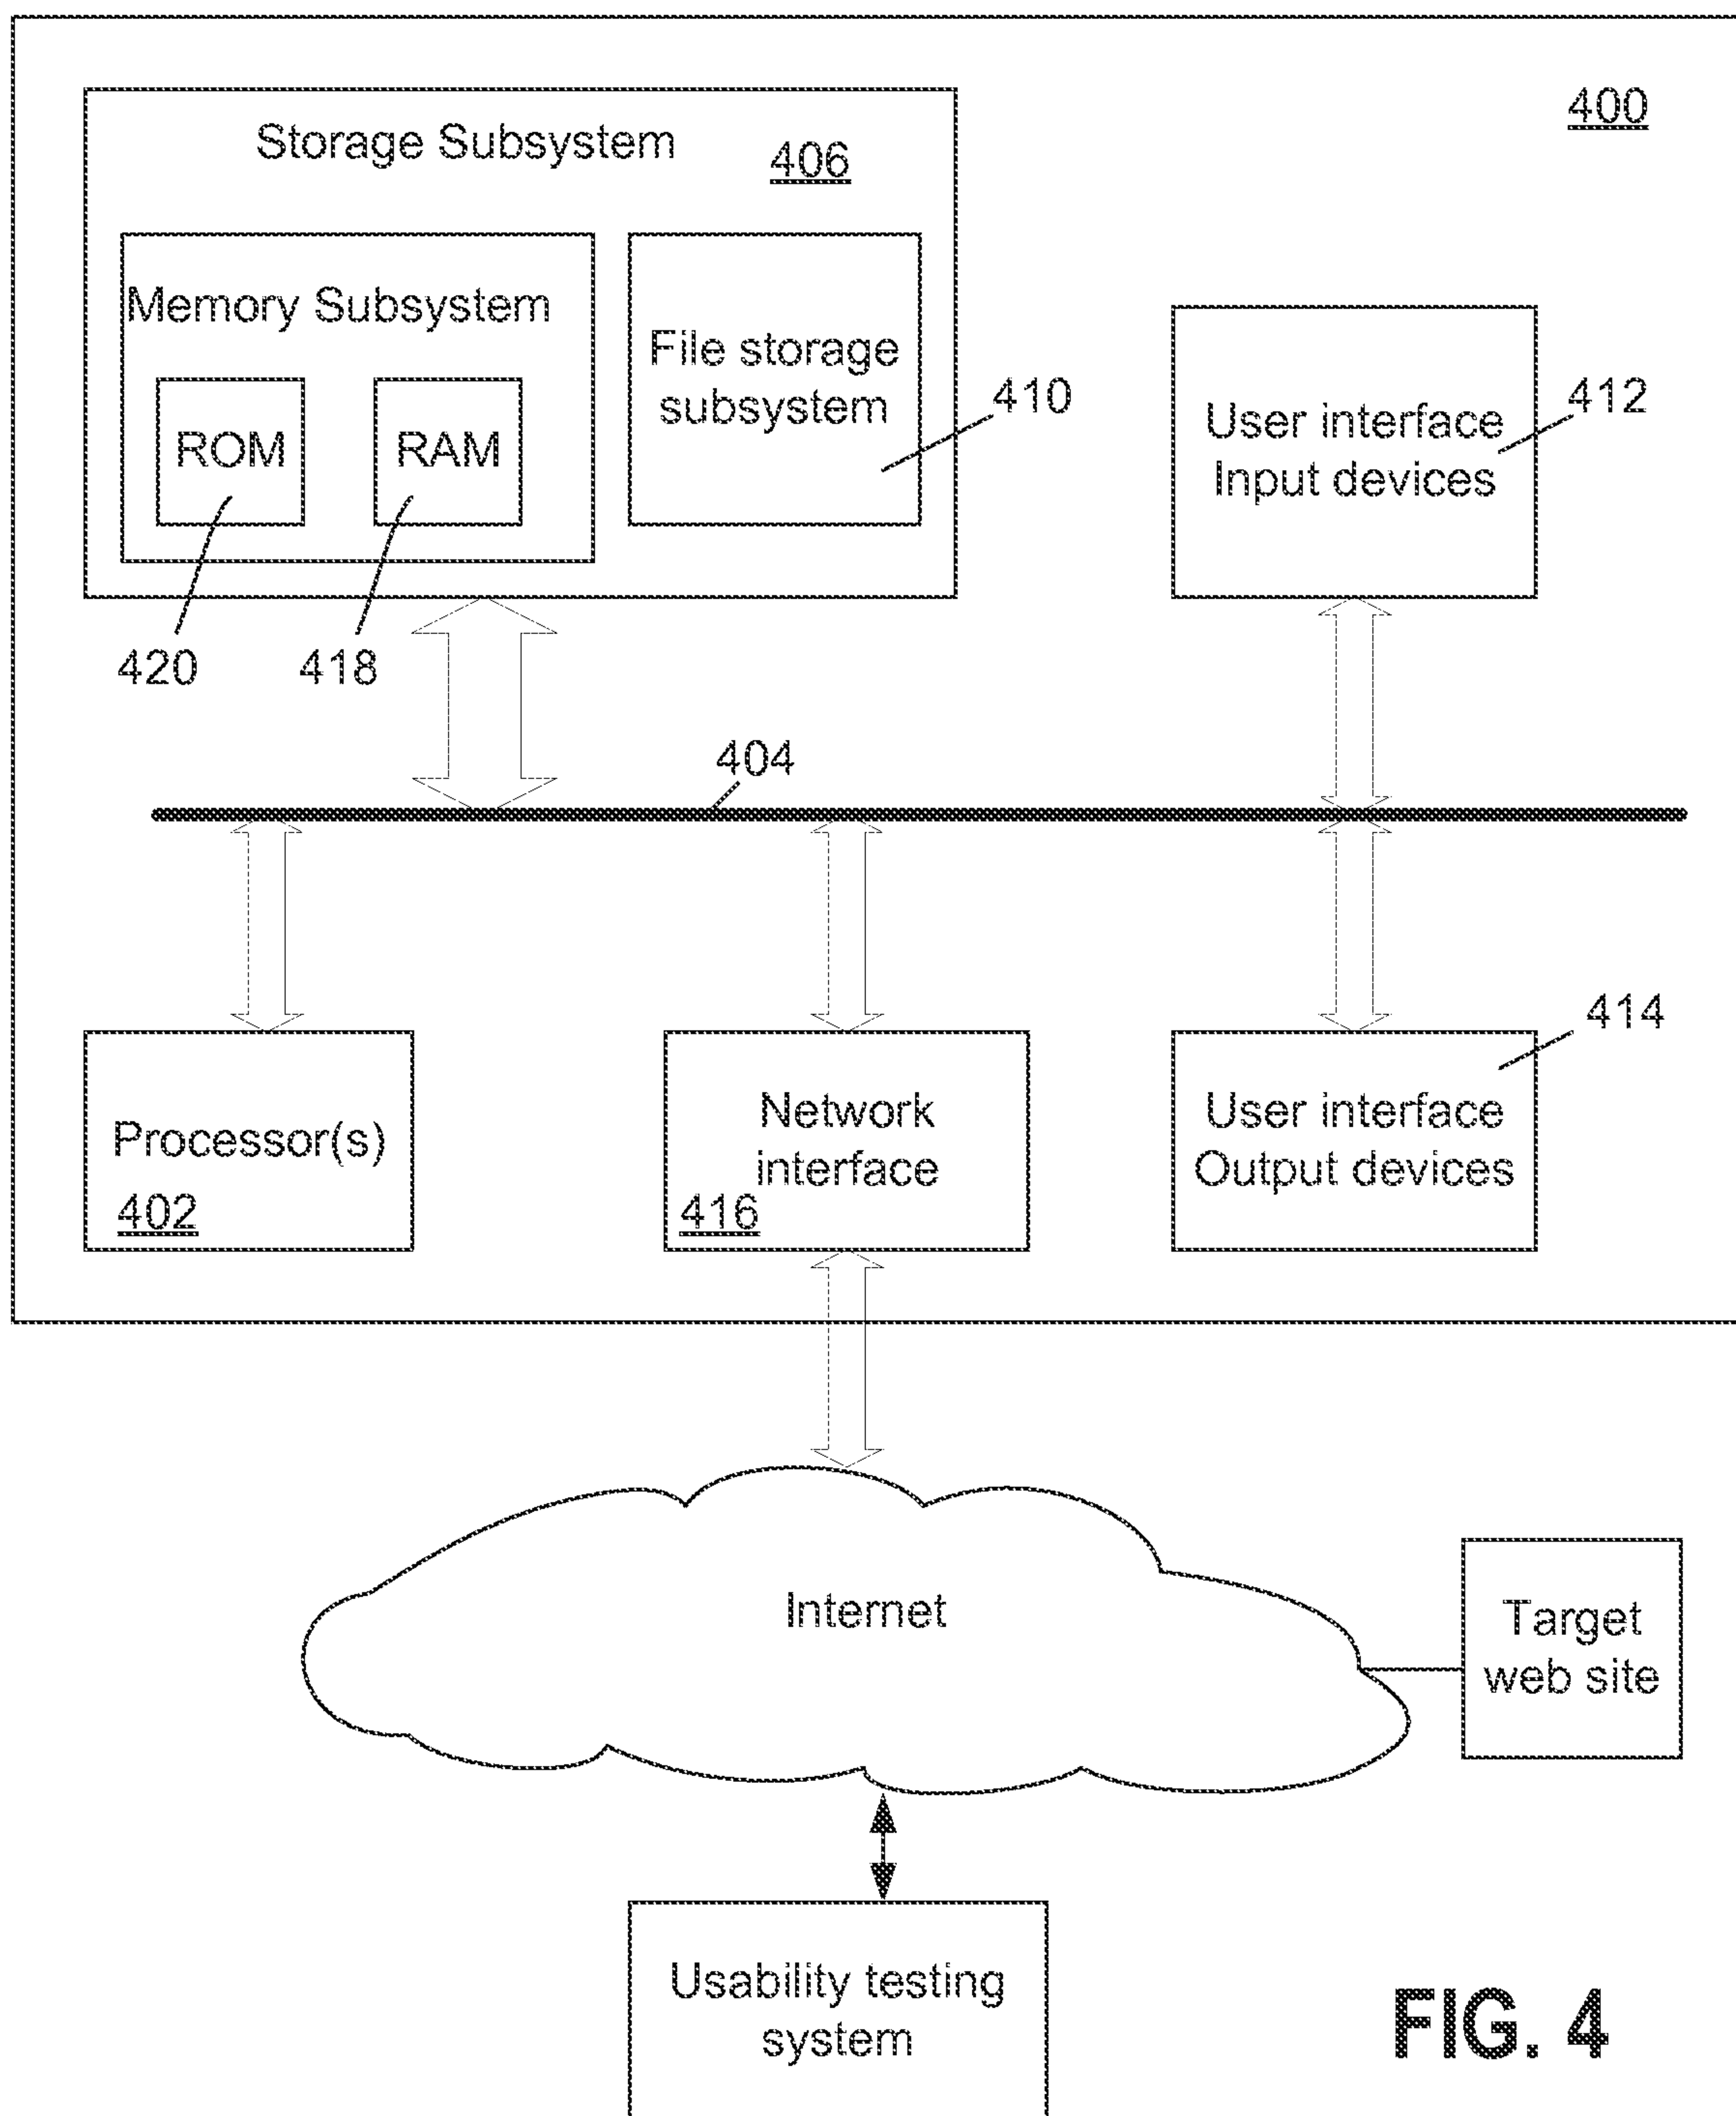 400
Storage Subsystem
406
Memory Subsystem
File storage
subsystem
410
ROM
RAM
420
418
User interface
Input devices
412
404
Processor(s)
402
Network
interface
416
414
User interface
Output devices
Internet
Target
web site
Usability testing
system
FIG. 4